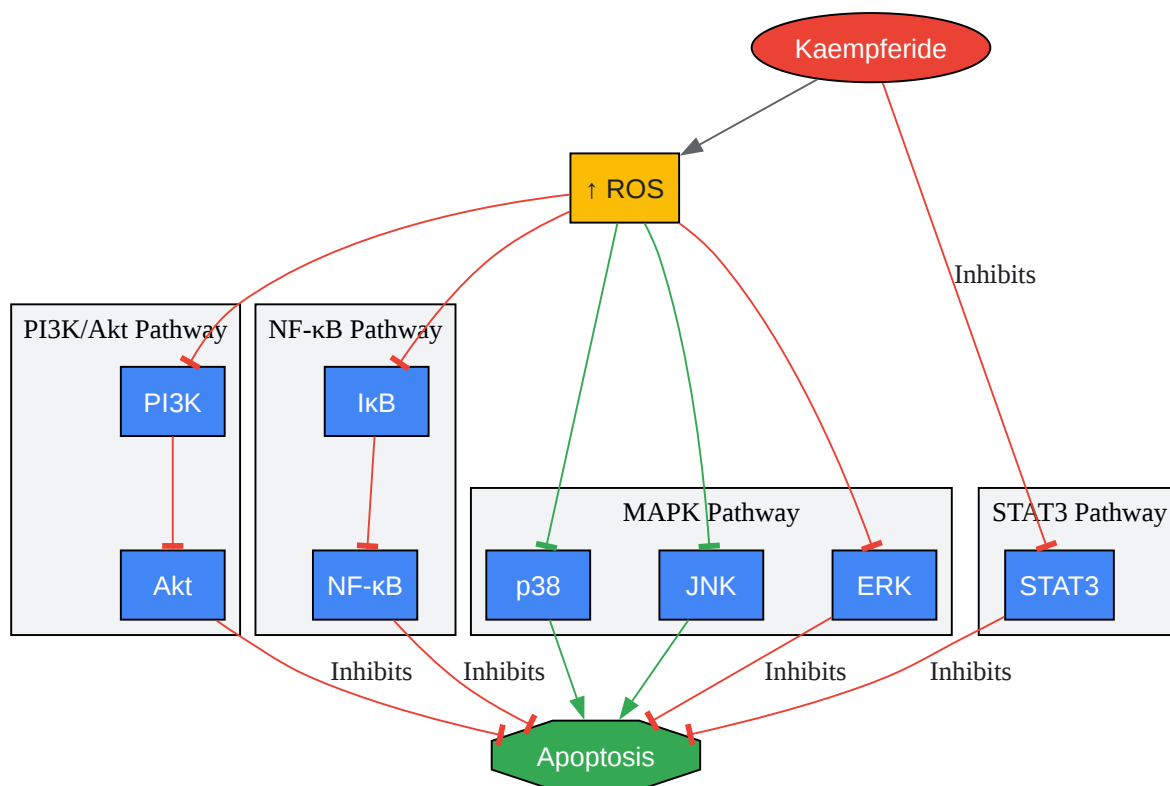 Kaempferide
↑ ROS
Inhibits
PI3K/Akt Pathway
NF-κB Pathway
PI3K
IκB
MAPK Pathway
STAT3 Pathway
Akt
NF-κB
p38
JNK
ERK
STAT3
Inhibits
Inhibits
Inhibits
Inhibits
Apoptosis